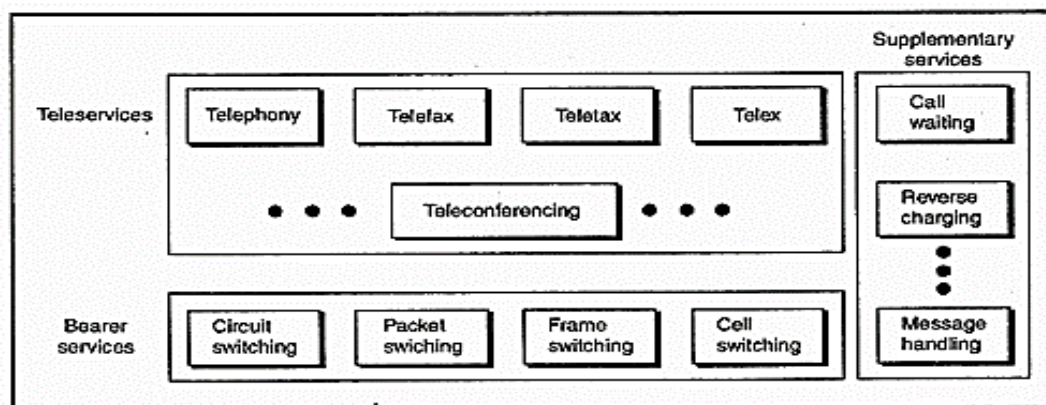 Supplementary
services
Teleservices
Telephony
Telefax
Teletax
Telex
Call
waiting
Teleconferencing
Reverse
charging
Bearer
services
Circuit
switching
Packet
swiching
Frame
switching
Cell
switching
Message
handling